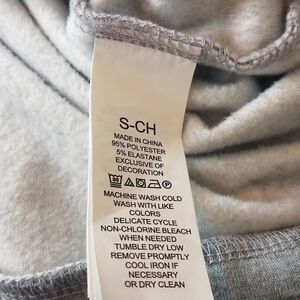 S-CH
MADE IN CHINA
95% POLYESTER
5% ELASTANE
EXCLUSIVE OF
DECORATION
MACHINE WASH COLD
WASH WITH LIKE
COLORS
DELICATE CYCLE
NON-CHLORINE BLEACH
WHEN NEEDED
TUMBLE DRY LOW
REMOVE PROMPTLY
COOL IRON IF
NECESSARY
OR DRY CLEAN